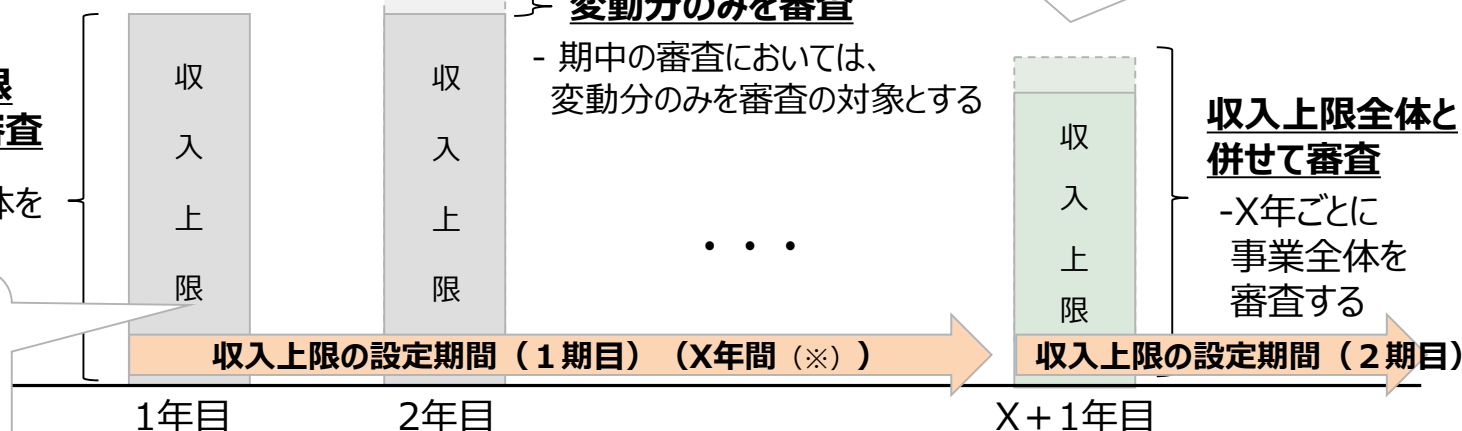 変動分のみを審査
- 期中の審査においては、
変動分のみを審査の対象とする
限
審査
体を
収入上限
収入上限
・・・
収入上限
収入上限全体と
併せて審査
-X年ごとに
事業全体を
審査する
収入上限の設定期間（１期目）（X年間（※））
収入上限の設定期間（２期目）
1年目
2年目
X＋1年目